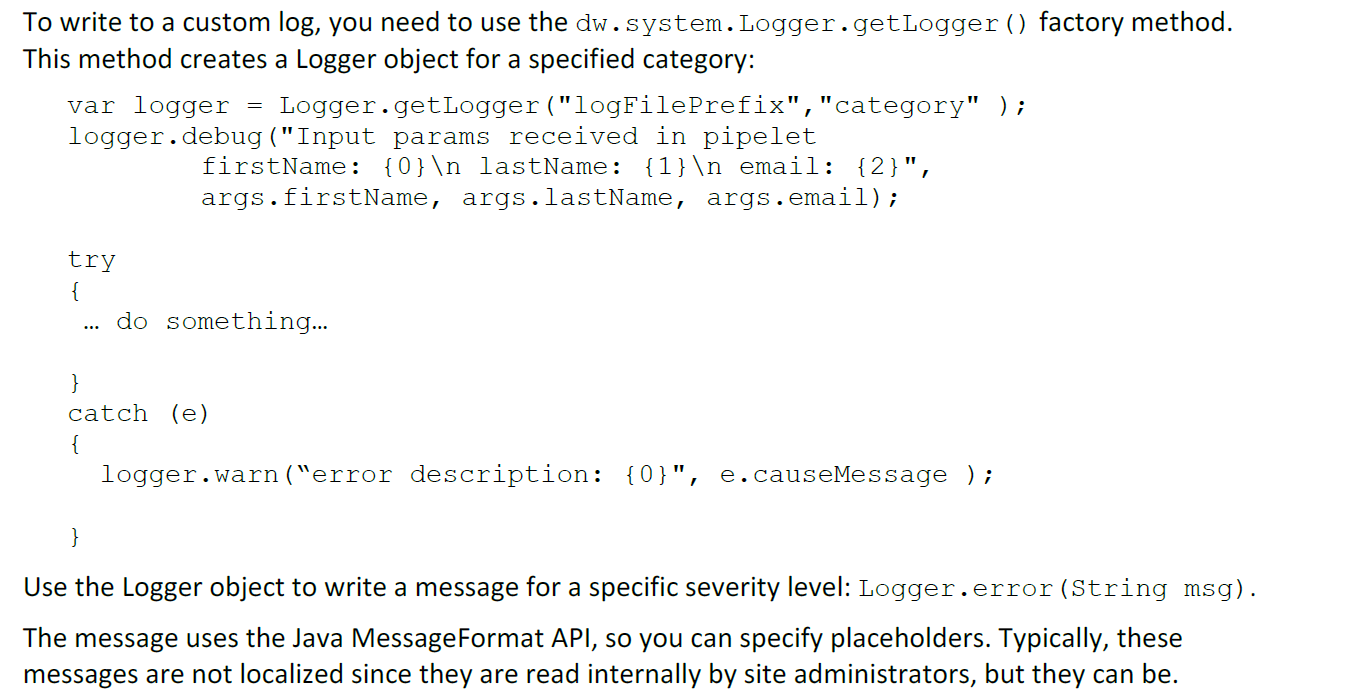 To write to a custom log, you need to use the dw.system.Logger.getLogger() factory method.
This method creates a Logger object for a specified category:
var logger = Logger.getLogger("logFilePrefix","category" );
logger.debug("Input params received in pipelet
firstName: {0}\n lastName: {1}\n email: {2}",
args.firstName, args.lastName, args.email);
try
{
… do something…
}
catch (e)
{
logger.warn(“error description: {0}", e.causeMessage );
}
Use the Logger object to write a message for a specific severity level: Logger.error(String msg).
The message uses the Java MessageFormat API, so you can specify placeholders. Typically, these
messages are not localized since they are read internally by site administrators, but they can be.